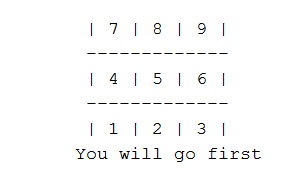 | 7 | 8 | 9 |
-------------
| 4 | 5 | 6 |
-------------
| 1 | 2 | 3 |
You will go first